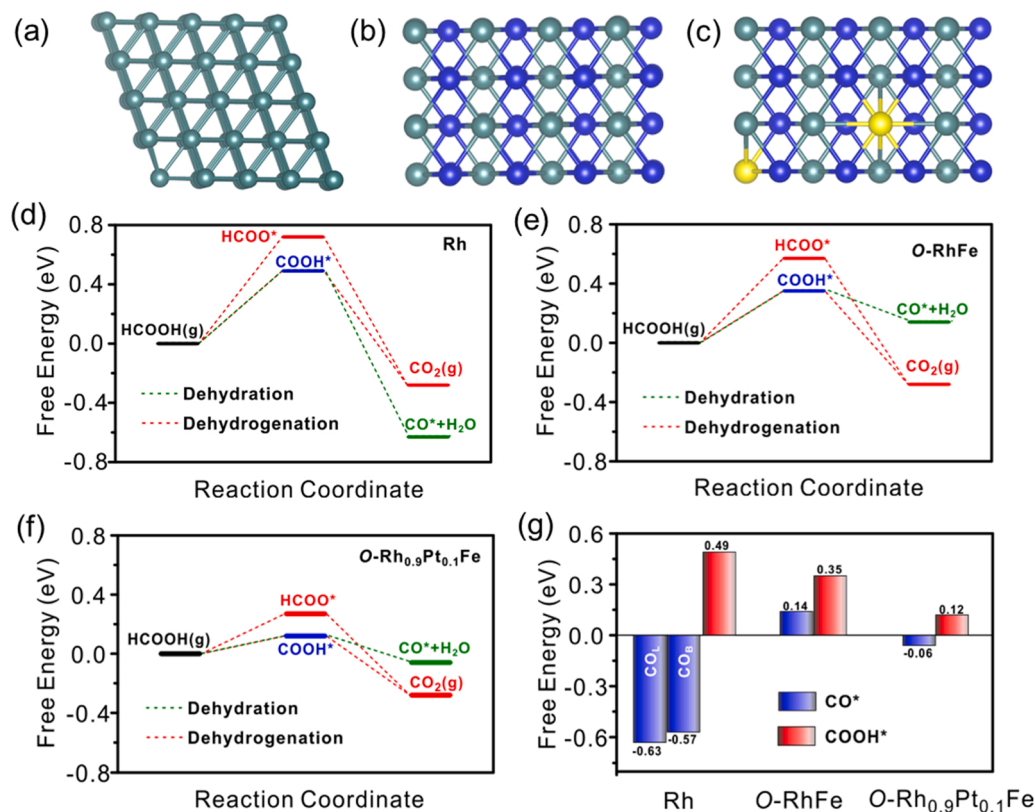 (a)
(b)
(c)
(d)
Free Energy (eV)
0.8
0.4
0.0
-0.4
-0.8
HCOO*
COOH*
Rh
HCOOH(g)
CO₂(g)
CO*+H₂O
Dehydration
Dehydrogenation
Reaction Coordinate
(e)
Free Energy (eV)
0.8
0.4
0.0
-0.4
-0.8
HCOO*
COOH*
O-RhFe
HCOOH(g)
CO*+H₂O
CO₂(g)
Dehydration
Dehydrogenation
Reaction Coordinate
(f)
Free Energy (eV)
0.8
0.4
0.0
-0.4
-0.8
O-Rh₀.₉Pt₀.₁Fe
HCOO*
HCOOH(g)
COOH*
CO*+H₂O
CO₂(g)
Dehydration
Dehydrogenation
Reaction Coordinate
(g)
Free Energy (eV)
0.6
0.3
0.0
-0.3
-0.6
0.49
0.35
0.14
0.12
-0.06
CO_L
CO_B
-0.63
-0.57
CO*
COOH*
Rh
O-RhFe
O-Rh₀.₉Pt₀.₁Fe